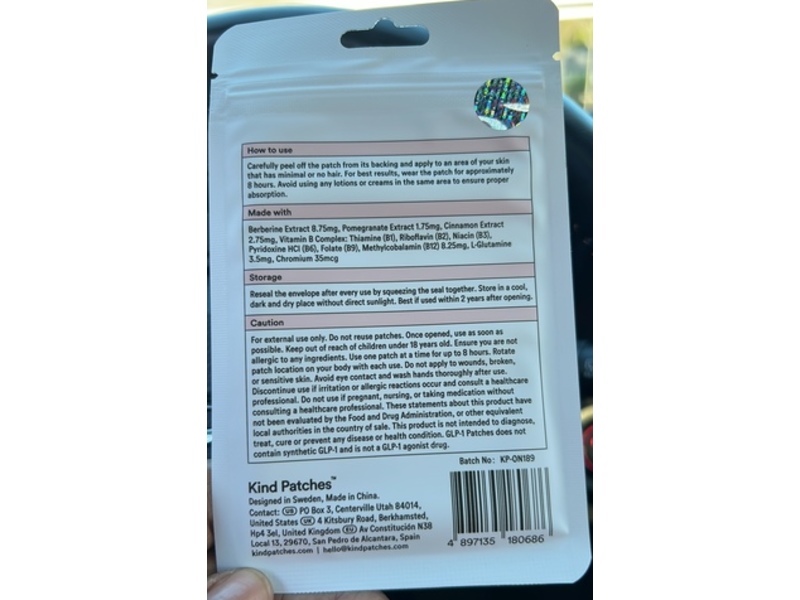 How to use
Carefully peel off the patch from its backing and apply to an area of your skin
that has minimal or no hair. For best results, wear the patch for approximately
8 hours. Avoid using any lotions or creams in the same area to ensure proper
absorption.
Made with
Berberine Extract 8.75mg, Pomegranate Extract 1.75mg, Cinnamon Extract
2.75mg, Vitamin B Complex: Thiamine (B1), Riboflavin (B2), Niacin (B3),
Pyridoxine HCl (B6), Folate (B9), Methylcobalamin (B12) 8.25mg, L-Glutamine
3.5mg, Chromium 35mcg
Storage
Reseal the envelope after every use by squeezing the seal together. Store in a cool,
dark and dry place without direct sunlight. Best if used within 2 years after opening.
Caution
For external use only. Do not reuse patches. Once opened, use as soon as
possible. Keep out of reach of children under 18 years old. Ensure you are not
allergic to any ingredients. Use one patch at a time for up to 8 hours. Rotate
patch location on your body with each use. Do not apply to wounds, broken,
or sensitive skin. Avoid eye contact and wash hands thoroughly after use.
Discontinue use if irritation or allergic reactions occur and consult a healthcare
professional. Do not use if pregnant, nursing, or taking medication without
consulting a healthcare professional. These statements about this product have
not been evaluated by the Food and Drug Administration, or other equivalent
local authorities in the country of sale. This product is not intended to diagnose,
treat, cure or prevent any disease or health condition. GLP-1 Patches does not
contain synthetic GLP-1 and is not a GLP-1 agonist drug.
Batch No: KP-ON189
Kind Patches™
Designed in Sweden, Made in China.
Contact: US PO Box 3, Centerville Utah 84014,
United States UK 4 Kitsbury Road, Berkhamsted,
Hp4 3el, United Kingdom EU Av Constitución N38
Local 13, 29670, San Pedro de Alcantara, Spain
kindpatches.com | hello@kindpatches.com
4 897135 180686